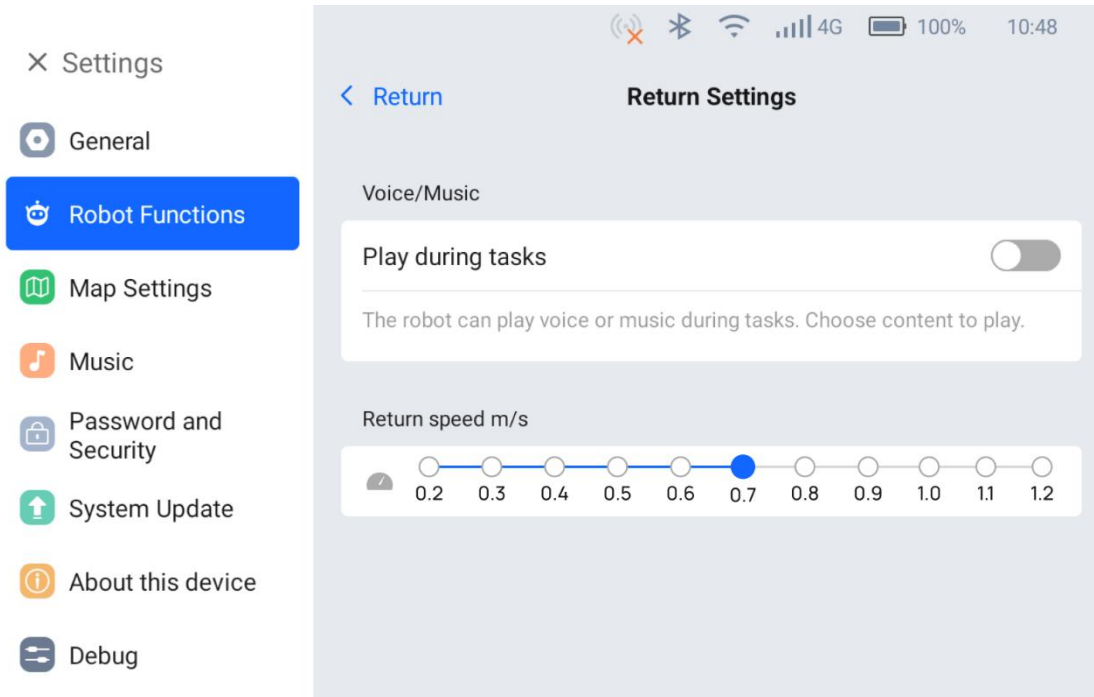 4G 100% 10:48
Settings
Return
Return Settings
General
Robot Functions
Map Settings
Music
Password and
Security
System Update
About this device
Debug
Voice/Music
Play during tasks
The robot can play voice or music during tasks. Choose content to play.
Return speed m/s
0.2 0.3 0.4 0.5 0.6 0.7 0.8 0.9 1.0 1.1 1.2